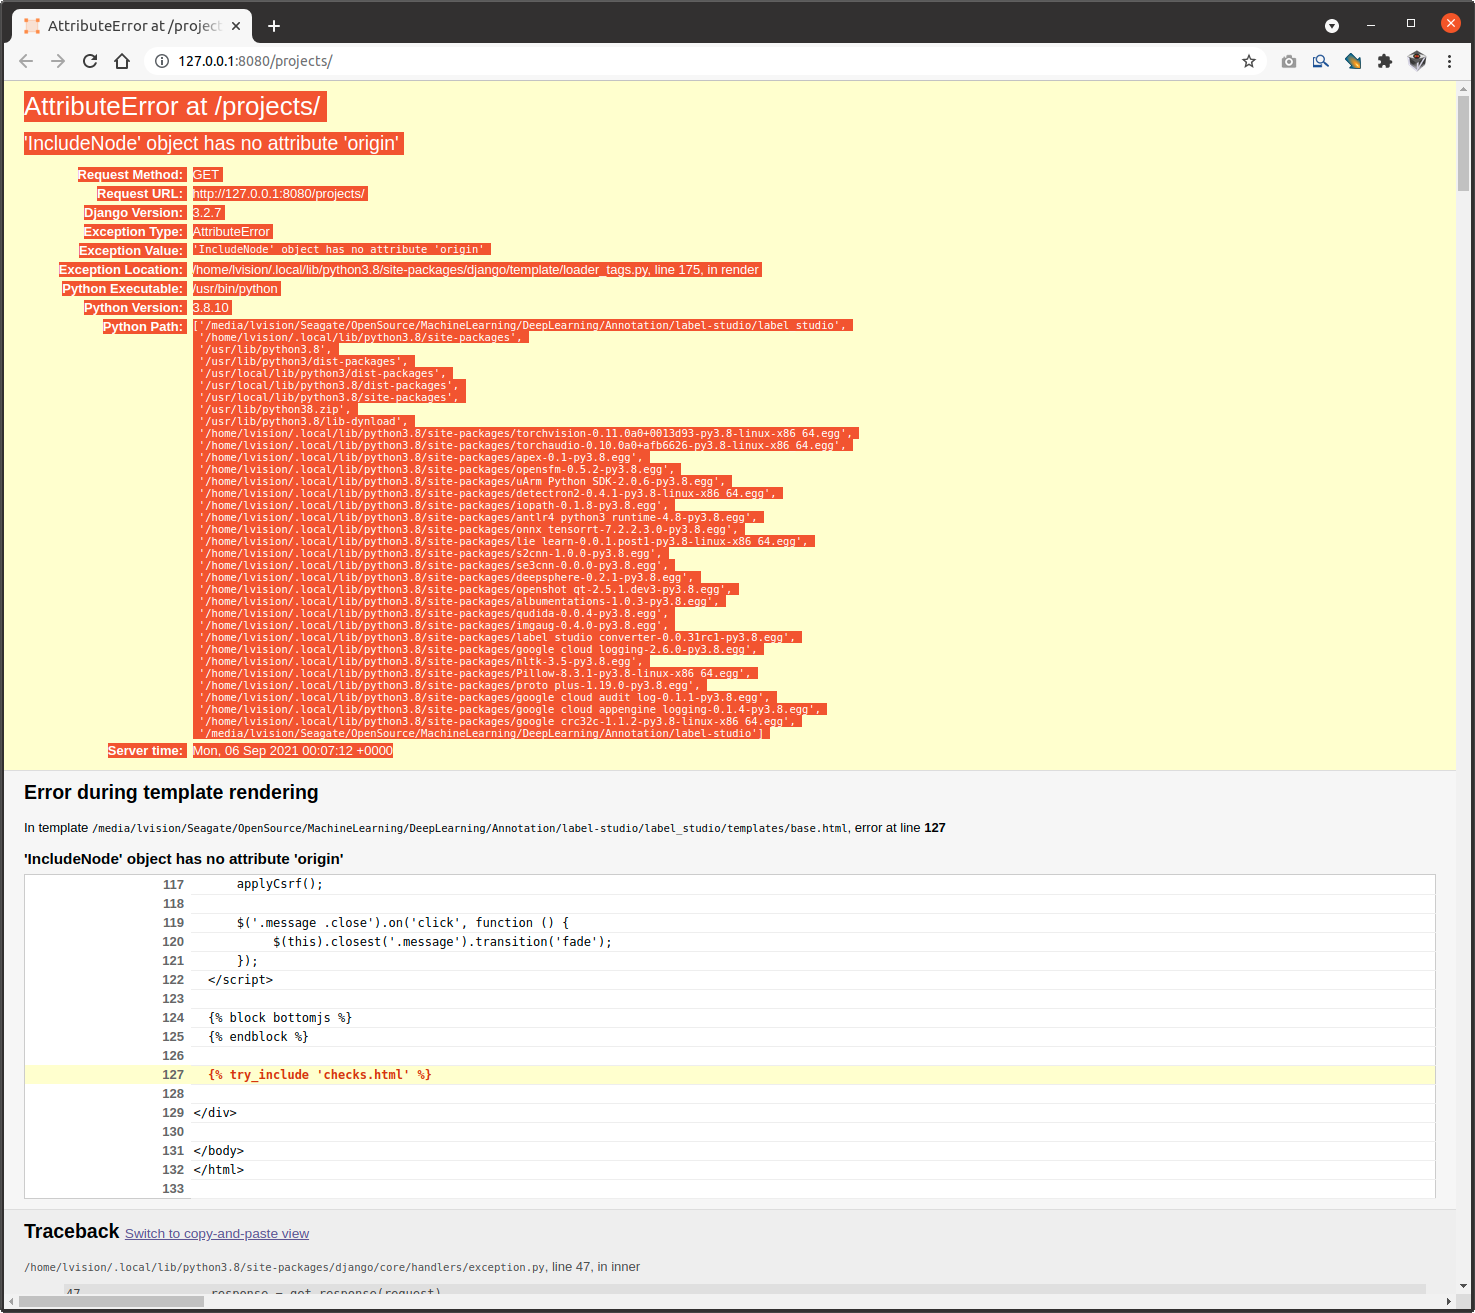 AttributeError at /project
127.0.0.1:8080/projects/
AttributeError at /projects/
'IncludeNode' object has no attribute 'origin'
Request Method: GET
Request URL: http://127.0.0.1:8080/projects/
Django Version: 3.2.7
Exception Type: AttributeError
Exception Value: 'IncludeNode' object has no attribute 'origin'
Exception Location: /home/lvision/.local/lib/python3.8/site-packages/django/template/loader_tags.py, line 175, in render
Python Executable: /usr/bin/python
Python Version: 3.8.10
Python Path: ['/media/lvision/Seagate/OpenSource/MachineLearning/DeepLearning/Annotation/label-studio/label_studio',
'/home/lvision/.local/lib/python3.8/site-packages',
'/usr/lib/python3.8',
'/usr/lib/python3/dist-packages',
'/usr/local/lib/python3/dist-packages',
'/usr/local/lib/python3.8/dist-packages',
'/usr/local/lib/python3.8/site-packages',
'/usr/lib/python38.zip',
'/usr/lib/python3.8/lib-dynload',
'/home/lvision/.local/lib/python3.8/site-packages/torchvision-0.11.0a0+0013d93-py3.8-linux-x86_64.egg',
'/home/lvision/.local/lib/python3.8/site-packages/torchaudio-0.10.0a0+afb6626-py3.8-linux-x86_64.egg',
'/home/lvision/.local/lib/python3.8/site-packages/apex-0.1-py3.8.egg',
'/home/lvision/.local/lib/python3.8/site-packages/opensfm-0.5.2-py3.8.egg',
'/home/lvision/.local/lib/python3.8/site-packages/uArm_Python_SDK-2.0.6-py3.8.egg',
'/home/lvision/.local/lib/python3.8/site-packages/detectron2-0.4.1-py3.8-linux-x86_64.egg',
'/home/lvision/.local/lib/python3.8/site-packages/iopath-0.1.8-py3.8.egg',
'/home/lvision/.local/lib/python3.8/site-packages/antlr4_python3_runtime-4.8-py3.8.egg',
'/home/lvision/.local/lib/python3.8/site-packages/onnx_tensorrt-7.2.2.3.0-py3.8.egg',
'/home/lvision/.local/lib/python3.8/site-packages/lie_learn-0.0.1.post1-py3.8-linux-x86_64.egg',
'/home/lvision/.local/lib/python3.8/site-packages/s2cnn-1.0.0-py3.8.egg',
'/home/lvision/.local/lib/python3.8/site-packages/se3cnn-0.0.0-py3.8.egg',
'/home/lvision/.local/lib/python3.8/site-packages/deepsphere-0.2.1-py3.8.egg',
'/home/lvision/.local/lib/python3.8/site-packages/openshot_qt-2.5.1.dev3-py3.8.egg',
'/home/lvision/.local/lib/python3.8/site-packages/albumentations-1.0.3-py3.8.egg',
'/home/lvision/.local/lib/python3.8/site-packages/qudida-0.0.4-py3.8.egg',
'/home/lvision/.local/lib/python3.8/site-packages/imgaug-0.4.0-py3.8.egg',
'/home/lvision/.local/lib/python3.8/site-packages/label_studio_converter-0.0.31rc1-py3.8.egg',
'/home/lvision/.local/lib/python3.8/site-packages/google_cloud_logging-2.6.0-py3.8.egg',
'/home/lvision/.local/lib/python3.8/site-packages/nltk-3.5-py3.8.egg',
'/home/lvision/.local/lib/python3.8/site-packages/Pillow-8.3.1-py3.8-linux-x86_64.egg',
'/home/lvision/.local/lib/python3.8/site-packages/proto_plus-1.19.0-py3.8.egg',
'/home/lvision/.local/lib/python3.8/site-packages/google_cloud_audit_log-0.1.1-py3.8.egg',
'/home/lvision/.local/lib/python3.8/site-packages/google_cloud_appengine_logging-0.1.4-py3.8.egg',
'/home/lvision/.local/lib/python3.8/site-packages/google_crc32c-1.1.2-py3.8-linux-x86_64.egg',
'/media/lvision/Seagate/OpenSource/MachineLearning/DeepLearning/Annotation/label-studio']
Server time: Mon, 06 Sep 2021 00:07:12 +0000
Error during template rendering
In template /media/lvision/Seagate/OpenSource/MachineLearning/DeepLearning/Annotation/label-studio/label_studio/templates/base.html, error at line 127
'IncludeNode' object has no attribute 'origin'
117 applyCsrf();
118
119 $('.message .close').on('click', function () {
120 $(this).closest('.message').transition('fade');
121 });
122 </script>
123
124 {% block bottomjs %}
125 {% endblock %}
126
127 {% try_include 'checks.html' %}
128
129 </div>
130
131 </body>
132 </html>
133
Traceback Switch to copy-and-paste view
/home/lvision/.local/lib/python3.8/site-packages/django/core/handlers/exception.py, line 47, in inner
47 response = get_response(request)